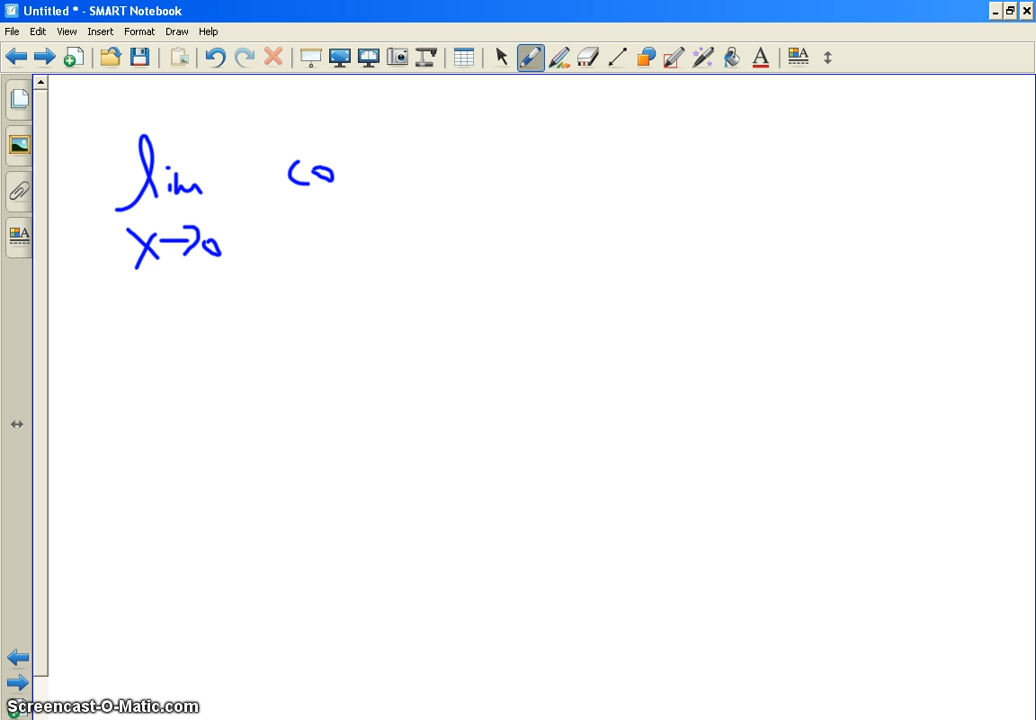 Untitled * - SMART Notebook
File Edit View Insert Format Draw Help
lim co
x→0
Screencast-O-Matic.com